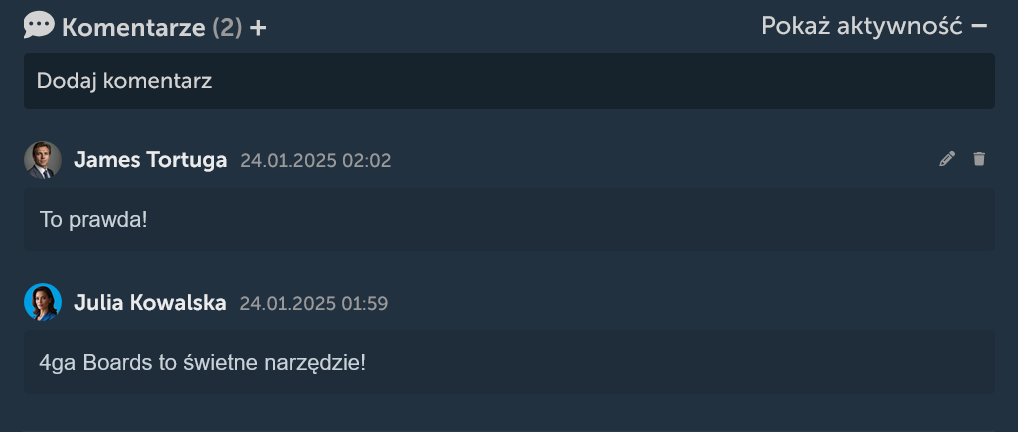 Komentarze (2) +
Pokaż aktywność −
Dodaj komentarz
James Tortuga 24.01.2025 02:02
To prawda!
Julia Kowalska 24.01.2025 01:59
4ga Boards to świetne narzędzie!